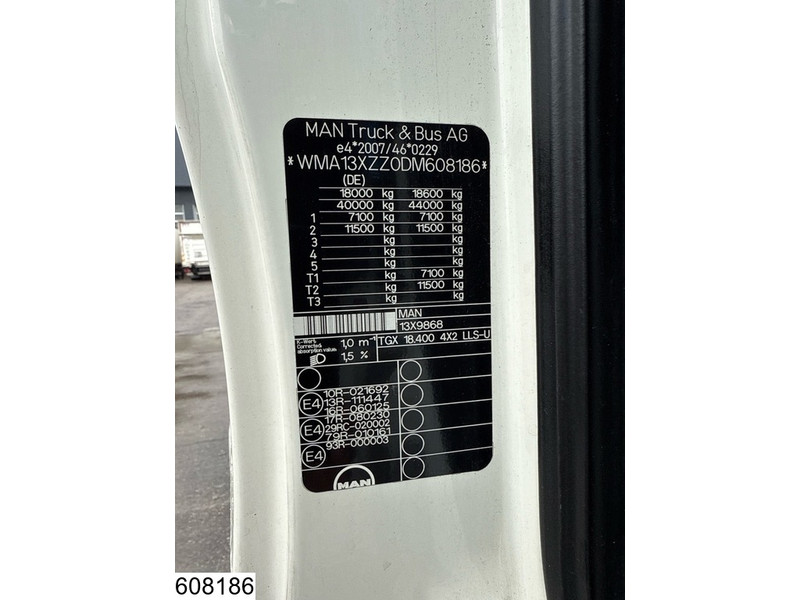 MAN Truck & Bus AG
e4*2007/46*0229
*WMA13XZZ0DM608186*
(DE)
18000 kg 18600 kg
40000 kg 44000 kg
1 7100 kg 7100 kg
2 11500 kg 11500 kg
3 kg kg
4 kg kg
5 kg kg
T1 kg 7100 kg
T2 kg 11500 kg
T3 kg kg
MAN
13X9868
K-Wert
Corrected absorption value: 1,0 m⁻¹
1,5 %
TGX 18.400 4X2 LLS-U
10R-021692
E4 13R-111447
16R-060125
E4 17R-080230
29RC-020002
E4 79R-010161
93R-000003
MAN
608186